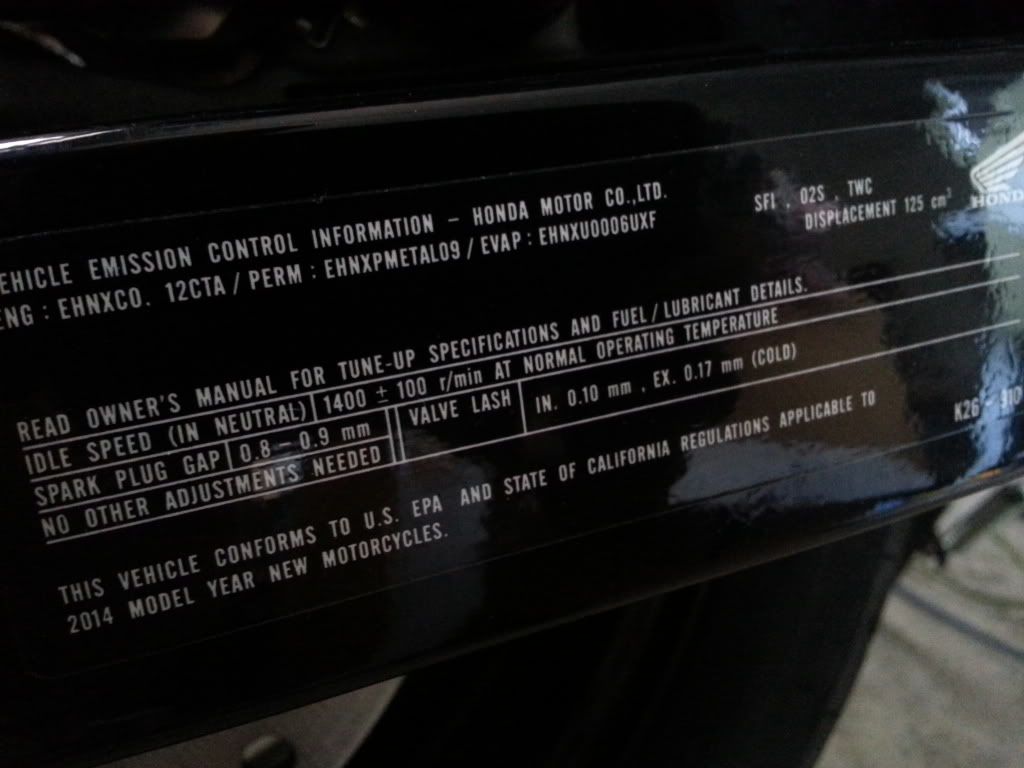 VEHICLE EMISSION CONTROL INFORMATION – HONDA MOTOR CO.,LTD.
ENG : EHNXC0. 12CTA / PERM : EHNXPMETAL09 / EVAP : EHNXU0006UXF
SFI , O2S , TWC
DISPLACEMENT 125 cm³
HONDA
READ OWNER'S MANUAL FOR TUNE-UP SPECIFICATIONS AND FUEL / LUBRICANT DETAILS.
IDLE SPEED (IN NEUTRAL) 1400 ± 100 r/min AT NORMAL OPERATING TEMPERATURE
SPARK PLUG GAP 0.8 – 0.9 mm VALVE LASH IN. 0.10 mm , EX. 0.17 mm (COLD)
NO OTHER ADJUSTMENTS NEEDED
THIS VEHICLE CONFORMS TO U.S. EPA AND STATE OF CALIFORNIA REGULATIONS APPLICABLE TO
2014 MODEL YEAR NEW MOTORCYCLES.
K26 – 910